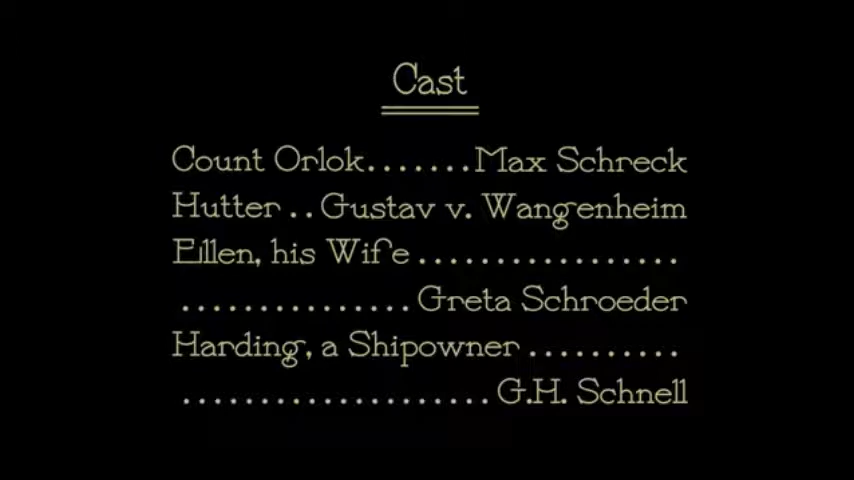 Cast
Count Orlok.......Max Schreck
Hutter..Gustav v. Wangenheim
Ellen, his Wife.................
...............Greta Schroeder
Harding, a Shipowner..........
....................G.H. Schnell